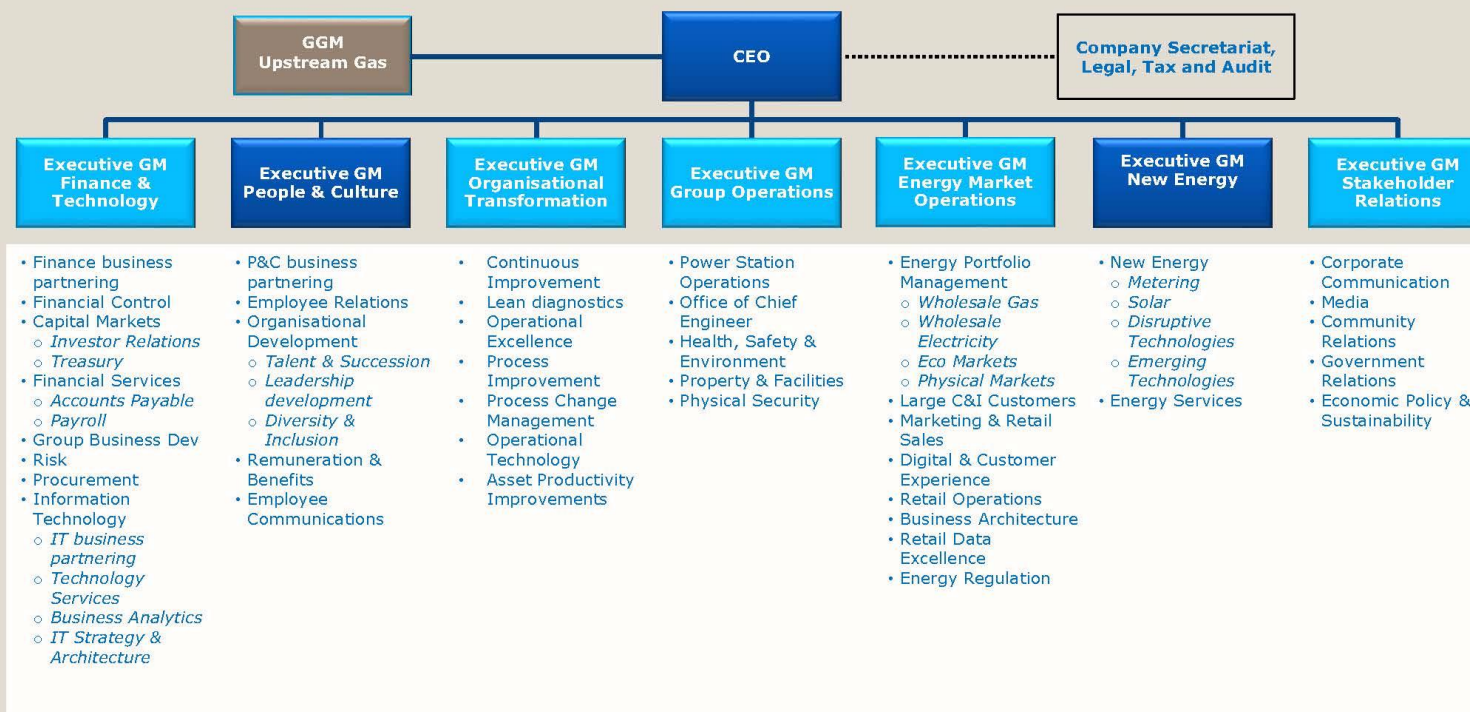 GGM
Upstream Gas
CEO
Company Secretariat,
Legal, Tax and Audit
Executive GM
Finance &
Technology
Executive GM
People & Culture
Executive GM
Organisational
Transformation
Executive GM
Group Operations
Executive GM
Energy Market
Operations
Executive GM
New Energy
Executive GM
Stakeholder
Relations
• Finance business
partnering
• Financial Control
• Capital Markets
o Investor Relations
o Treasury
• Financial Services
o Accounts Payable
o Payroll
• Group Business Dev
• Risk
• Procurement
• Information
Technology
o IT business
partnering
o Technology
Services
o Business Analytics
o IT Strategy &
Architecture
• P&C business
partnering
• Employee Relations
• Organisational
Development
o Talent & Succession
o Leadership
development
o Diversity &
Inclusion
• Remuneration &
Benefits
• Employee
Communications
• Continuous
Improvement
• Lean diagnostics
• Operational
Excellence
• Process
Improvement
• Process Change
Management
• Operational
Technology
• Asset Productivity
Improvements
• Power Station
Operations
• Office of Chief
Engineer
• Health, Safety &
Environment
• Property & Facilities
• Physical Security
• Energy Portfolio
Management
o Wholesale Gas
o Wholesale
Electricity
o Eco Markets
o Physical Markets
• Large C&I Customers
• Marketing & Retail
Sales
• Digital & Customer
Experience
• Retail Operations
• Business Architecture
• Retail Data
Excellence
• Energy Regulation
• New Energy
o Metering
o Solar
o Disruptive
Technologies
o Emerging
Technologies
• Energy Services
• Corporate
Communication
• Media
• Community
Relations
• Government
Relations
• Economic Policy &
Sustainability